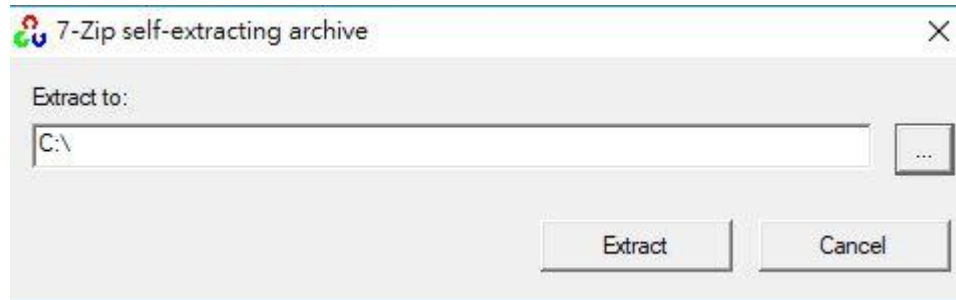 7-Zip self-extracting archive
Extract to:
C:\
...
Extract Cancel